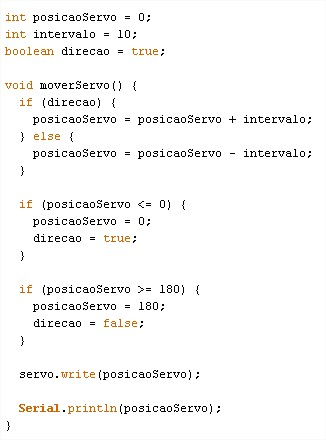 int posicaoServo = 0;
int intervalo = 10;
boolean direcao = true;

void moverServo() {
  if (direcao) {
    posicaoServo = posicaoServo + intervalo;
  } else {
    posicaoServo = posicaoServo - intervalo;
  }

  if (posicaoServo <= 0) {
    posicaoServo = 0;
    direcao = true;
  }

  if (posicaoServo >= 180) {
    posicaoServo = 180;
    direcao = false;
  }

  servo.write(posicaoServo);

  Serial.println(posicaoServo);
}